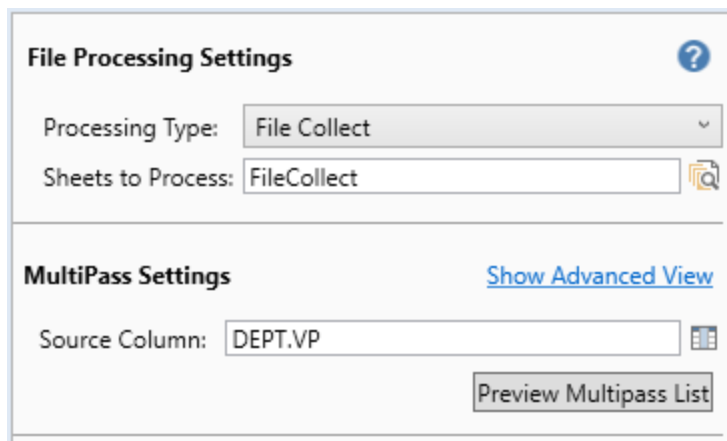 File Processing Settings ?
Processing Type: File Collect
Sheets to Process: FileCollect
MultiPass Settings Show Advanced View
Source Column: DEPT.VP
Preview Multipass List